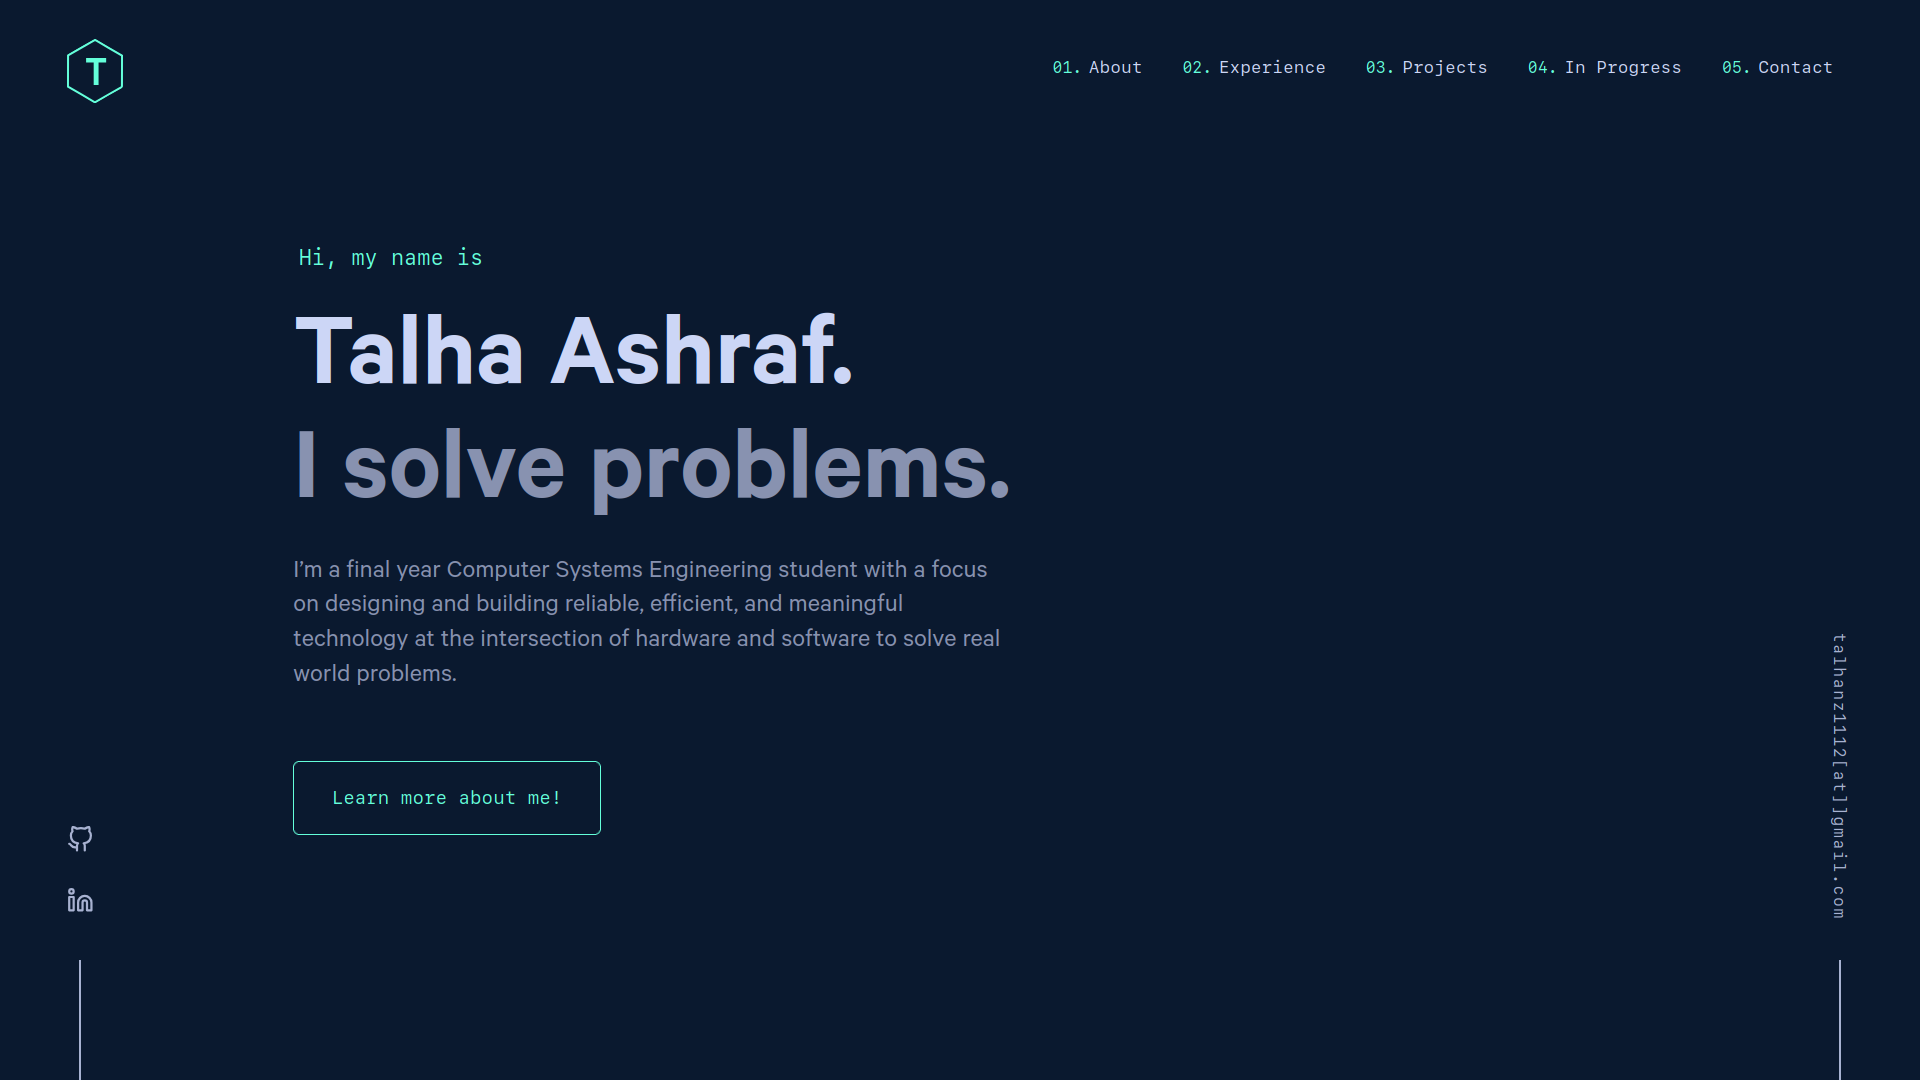 T
01. About 02. Experience 03. Projects 04. In Progress 05. Contact
Hi, my name is
Talha Ashraf.
I solve problems.
I’m a final year Computer Systems Engineering student with a focus
on designing and building reliable, efficient, and meaningful
technology at the intersection of hardware and software to solve real
world problems.
Learn more about me!
in
talhanz1112[at]]gmail.com